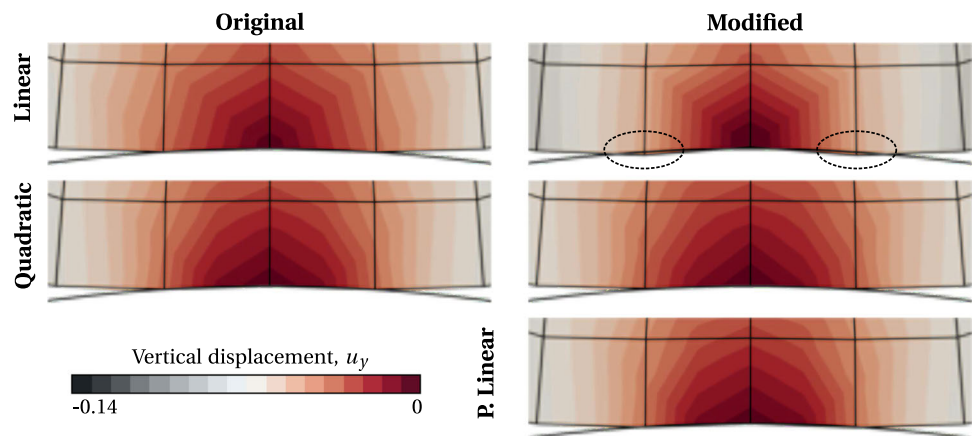 Original
Modified
Linear
Quadratic
P. Linear
Vertical displacement, u_y
-0.14
0